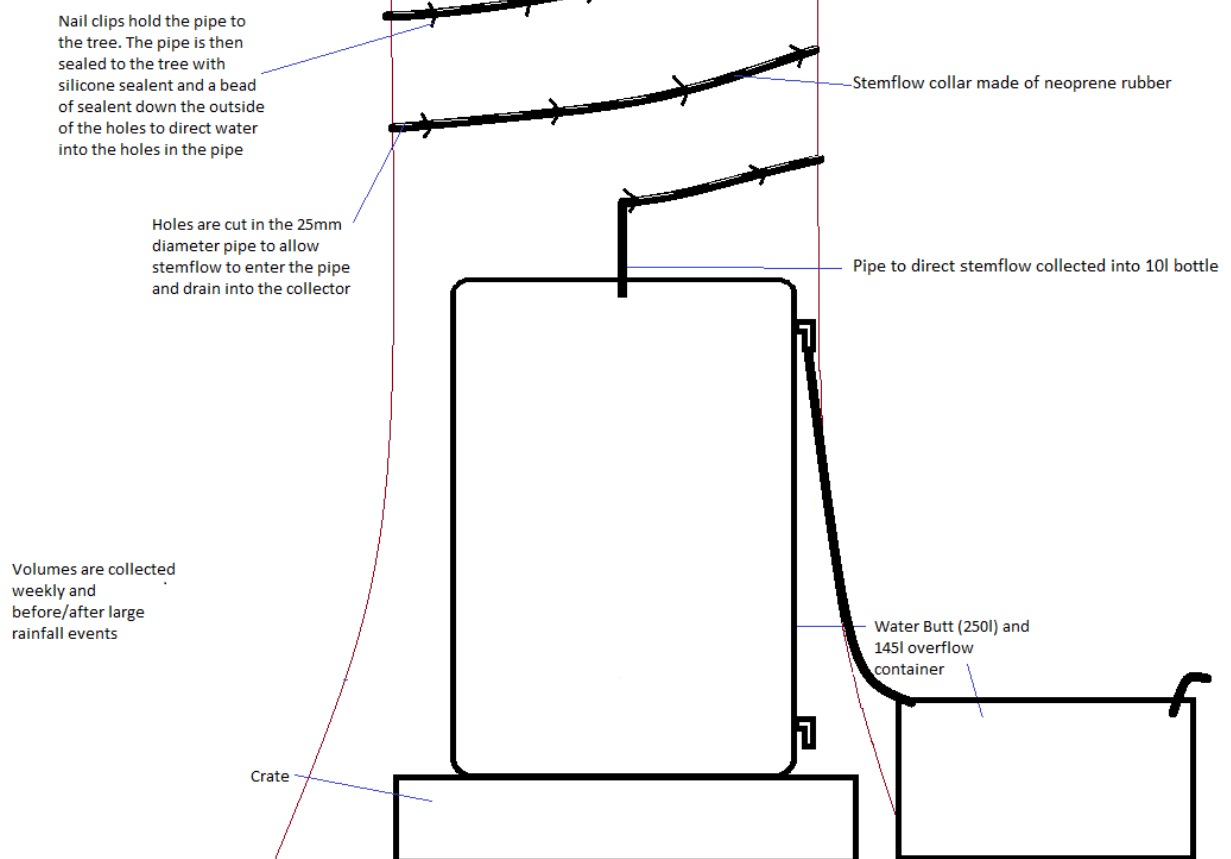 Nail clips hold the pipe to
the tree. The pipe is then
sealed to the tree with
silicone sealent and a bead
of sealent down the outside
of the holes to direct water
into the holes in the pipe
Stemflow collar made of neoprene rubber
Holes are cut in the 25mm
diameter pipe to allow
stemflow to enter the pipe
and drain into the collector
Pipe to direct stemflow collected into 10l bottle
Volumes are collected
weekly and
before/after large
rainfall events
Water Butt (250l) and
145l overflow
container
Crate